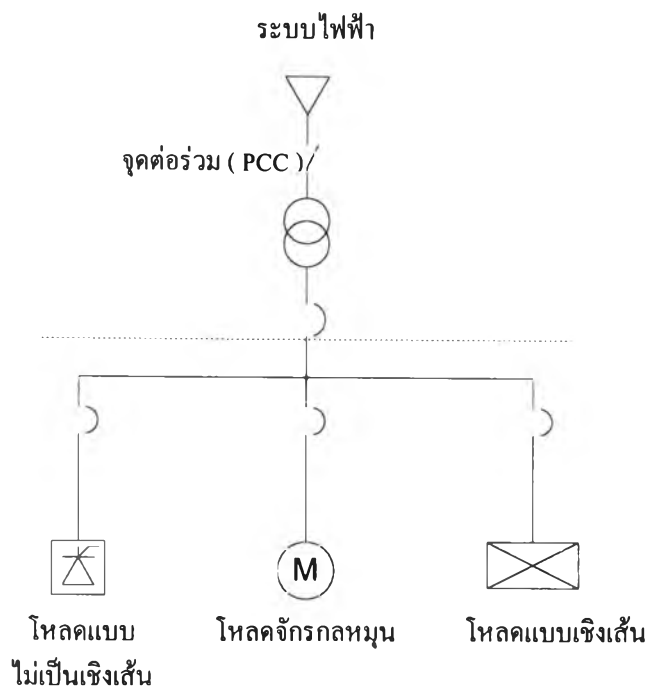 ระบบไฟฟ้า
จุดต่อร่วม ( PCC )
M
โหลดแบบ
ไม่เป็นเชิงเส้น
โหลดจักรกลหมุน
โหลดแบบเชิงเส้น